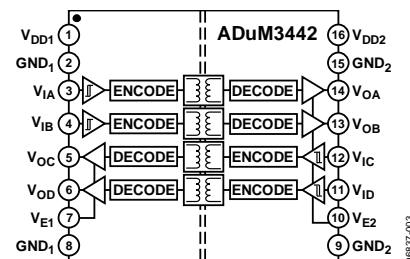 ADuM3442
VDD1 1 16 VDD2
GND1 2 15 GND2
VIA 3 ENCODE DECODE 14 VOA
VIB 4 ENCODE DECODE 13 VOB
VOC 5 DECODE ENCODE 12 VIC
VOD 6 DECODE ENCODE 11 VID
VE1 7 10 VE2
GND1 8 9 GND2
06837-003